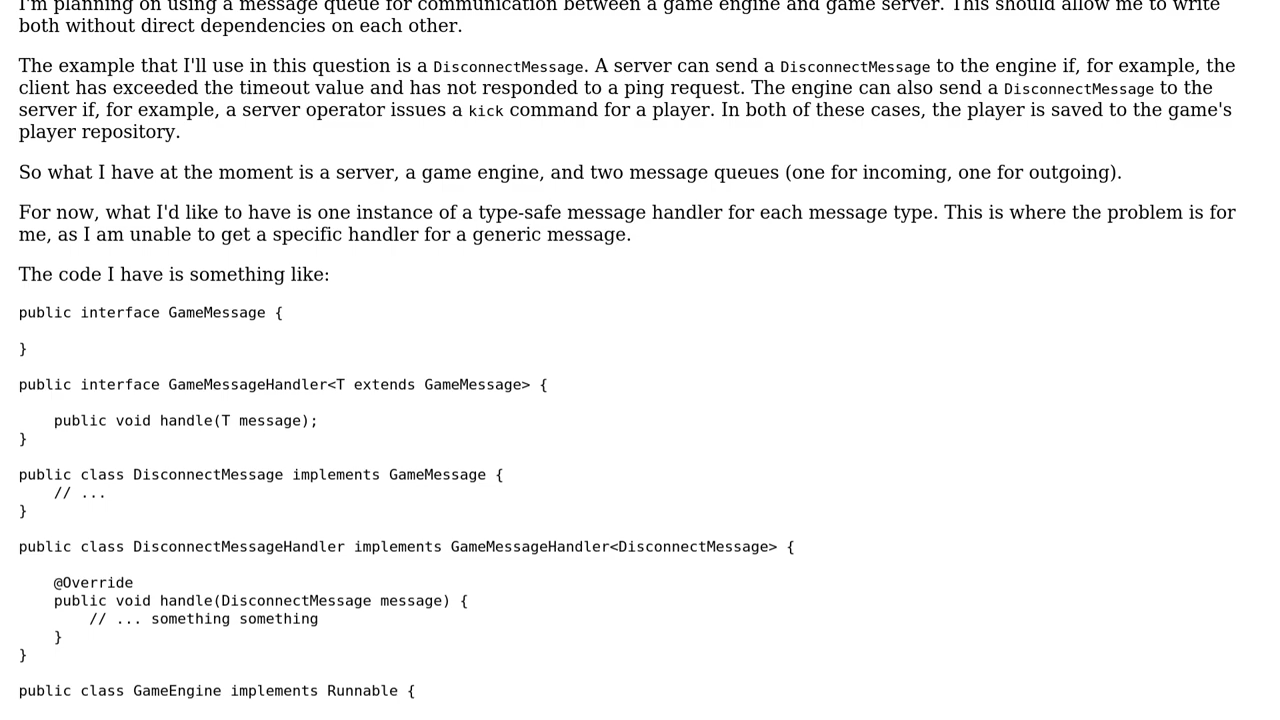 I'm planning on using a message queue for communication between a game engine and game server. This should allow me to write
both without direct dependencies on each other.
The example that I'll use in this question is a DisconnectMessage. A server can send a DisconnectMessage to the engine if, for example, the
client has exceeded the timeout value and has not responded to a ping request. The engine can also send a DisconnectMessage to the
server if, for example, a server operator issues a kick command for a player. In both of these cases, the player is saved to the game's
player repository.
So what I have at the moment is a server, a game engine, and two message queues (one for incoming, one for outgoing).
For now, what I'd like to have is one instance of a type-safe message handler for each message type. This is where the problem is for
me, as I am unable to get a specific handler for a generic message.
The code I have is something like:
public interface GameMessage {
}
public interface GameMessageHandler<T extends GameMessage> {
    public void handle(T message);
}
public class DisconnectMessage implements GameMessage {
    // ...
}
public class DisconnectMessageHandler implements GameMessageHandler<DisconnectMessage> {
    @Override
    public void handle(DisconnectMessage message) {
        // ... something something
    }
}
public class GameEngine implements Runnable {